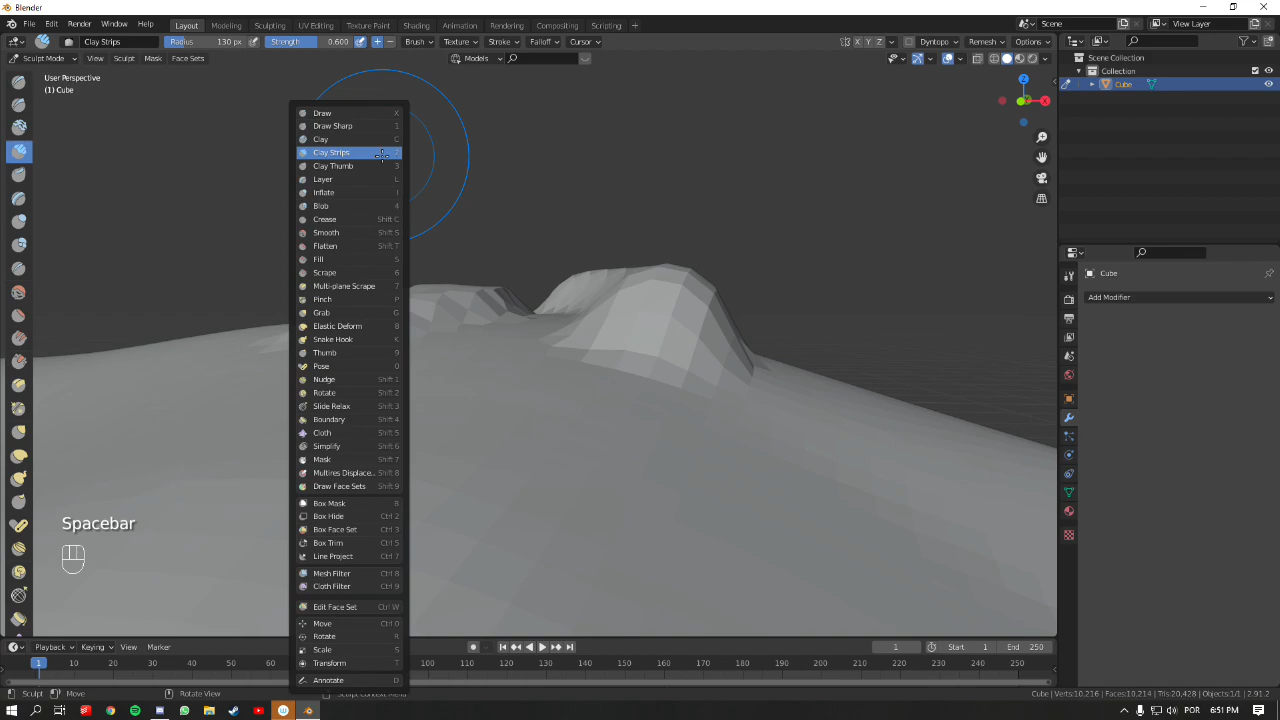 Blender
File Edit Render Window Help Layout Modeling Sculpting UV Editing Texture Paint Shading Animation Rendering Compositing Scripting + Scene View Layer
Clay Strips Radius 130 px Strength 0.600 Brush Texture Stroke Falloff Cursor X Y Z Dyntopo Remesh Options
Sculpt Mode View Sculpt Mask Face Sets Models Scene Collection
User Perspective
(1) Cube
Collection
Cube
Z
X
Draw X
Draw Sharp 1
Clay C
Clay Strips
Clay Thumb 3
Layer L
Inflate I
Blob 4
Crease Shift C
Smooth Shift S
Flatten Shift T
Fill 5
Scrape 6
Multi-plane Scrape 7
Pinch P
Grab G
Elastic Deform 8
Snake Hook K
Thumb 9
Pose 0
Nudge Shift 1
Rotate Shift 2
Slide Relax Shift 3
Boundary Shift 4
Cloth Shift 5
Simplify Shift 6
Mask Shift 7
Multires Displace... Shift 8
Draw Face Sets Shift 9
Box Mask B
Box Hide Ctrl 2
Box Face Set Ctrl 3
Box Trim Ctrl 5
Line Project Ctrl 7
Mesh Filter Ctrl 8
Cloth Filter Ctrl 9
Edit Face Set Ctrl W
Move Ctrl 0
Rotate R
Scale S
Transform T
Annotate D
Cube
Add Modifier
Spacebar
Playback Keying View Marker 1 Start 1 End 250
1 10 20 30 40 50 60 100 110 120 130 140 150 160 170 180 190 200 210 220 230 240 250
Sculpt Move Rotate View Sculpt Context Menu Cube | Verts:10,216 | Faces:10,214 | Tris:20,428 | Objects:1/1 | 2.91.2
POR 6:51 PM